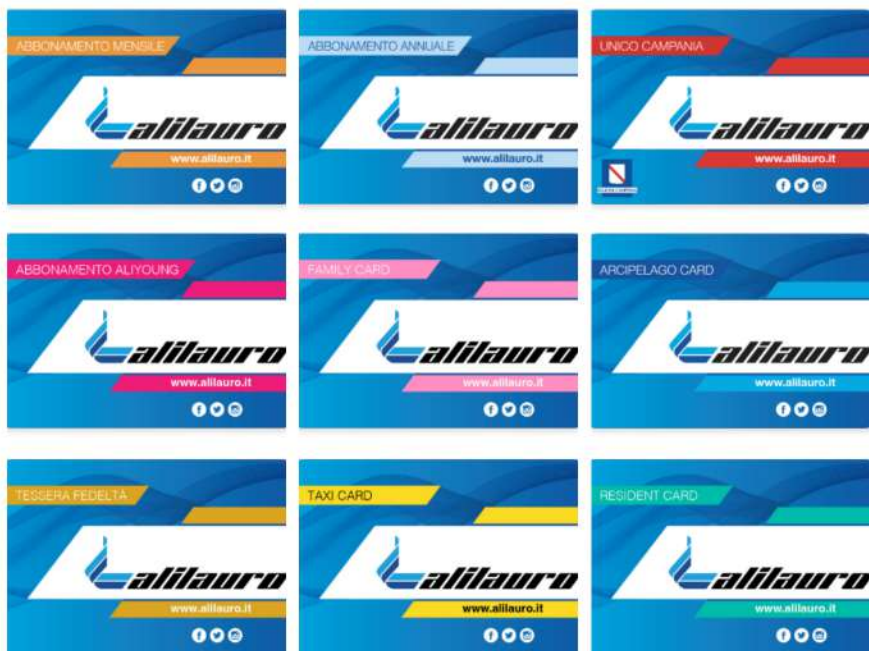 ABBONAMENTO MENSILE
alilauro
www.alilauro.it
ABBONAMENTO ANNUALE
alilauro
www.alilauro.it
UNICO CAMPANIA
alilauro
www.alilauro.it
REGIONE CAMPANIA
ABBONAMENTO ALIYOUNG
alilauro
www.alilauro.it
FAMILY CARD
alilauro
www.alilauro.it
ARCIPELAGO CARD
alilauro
www.alilauro.it
TESSERA FEDELTÀ
alilauro
www.alilauro.it
TAXI CARD
alilauro
www.alilauro.it
RESIDENT CARD
alilauro
www.alilauro.it